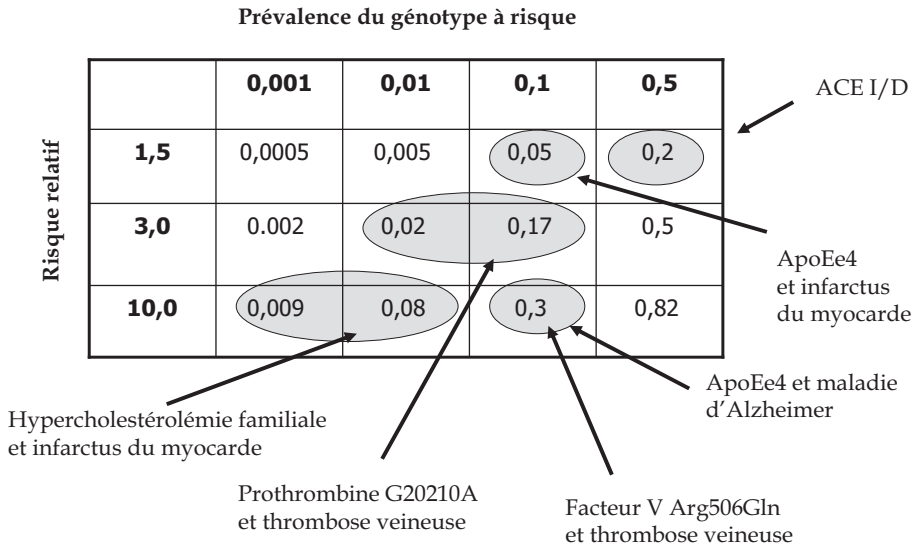 Prévalence du génotype à risque
0,001 0,01 0,1 0,5
ACE I/D
Risque relatif
1,5 0,0005 0,005 0,05 0,2
3,0 0.002 0,02 0,17 0,5
10,0 0,009 0,08 0,3 0,82
ApoEe4
et infarctus
du myocarde
ApoEe4 et maladie
d’Alzheimer
Hypercholestérolémie familiale
et infarctus du myocarde
Prothrombine G20210A
et thrombose veineuse
Facteur V Arg506Gln
et thrombose veineuse